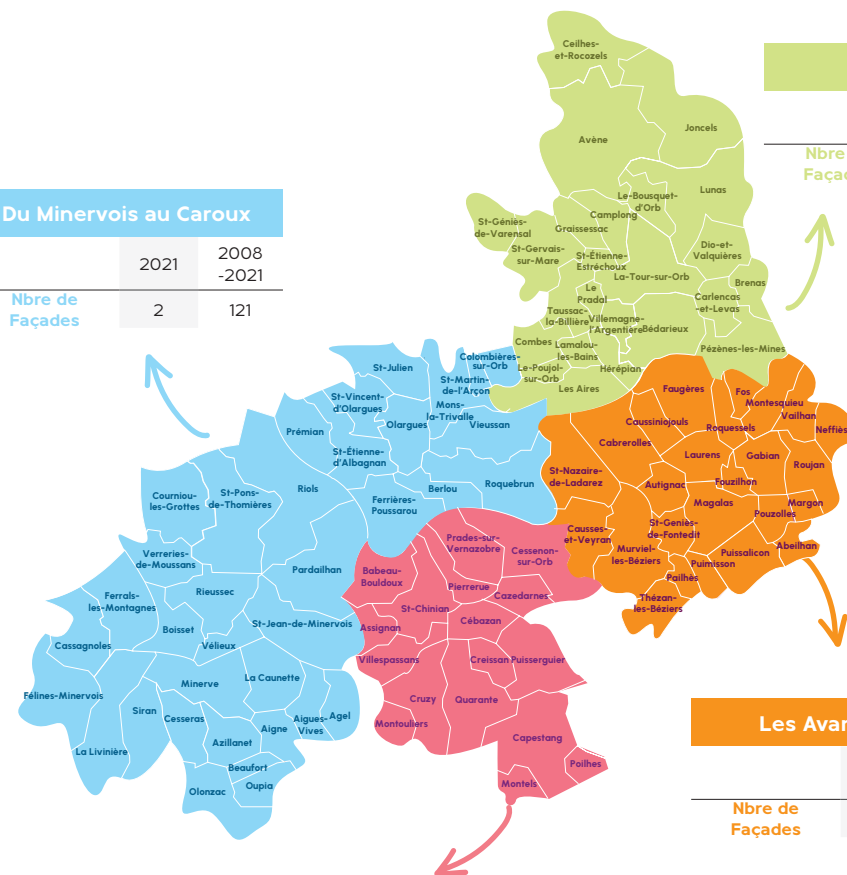 Ceilhes-
et-Rocozels
Avène
Joncels
Lunas
Le-Bousquet-
d'Orb
Camplong
Graissessac
St-Géniès-
de-Varensal
St-Gervais-
sur-Mare
St-Étienne-
Estréchoux
Dio-et-
Valquières
La-Tour-sur-Orb
Brenas
Le
Pradal
Carlencas
-et-Levas
Taussac-
la-Billière
Villemagne-
l'Argentière
Bédarieux
Combes
Lamalou-
les-Bains
Pézènes-les-Mines
Le-Poujol-
sur-Orb
Hérépian
Les Aires
Nbre
Faça
Du Minervois au Caroux
2021
2008
-2021
Nbre de
Façades
2
121
Colombières-
sur-Orb
St-Julien
St-Martin-
de-l'Arçon
St-Vincent-
d'Olargues
Mons-
la-Trivalle
Olargues
Vieussan
Prémian
St-Étienne-
d'Albagnan
Riols
Berlou
Roquebrun
Ferrières-
Poussarou
Courniou-
les-Grottes
St-Pons-
de-Thomières
Verreries-
de-Moussans
Pardailhan
Rieussec
Ferrals-
les-Montagnes
Boisset
St-Jean-de-Minervois
Vélieux
Cassagnoles
Minerve
La Caunette
Félines-Minervois
Siran
Cesseras
Aigues-
Vives
Agel
Aigne
Azillanet
La Livinière
Beaufort
Oupia
Olonzac
Faugères
Fos
Montesquieu
Vailhan
Neffiès
Caussiniojouls
Roquessels
Cabrerolles
Laurens
Gabian
Roujan
St-Nazaire-
de-Ladarez
Autignac
Fouzilhon
Magalas
Margon
Pouzolles
Causses-
et-Veyran
St-Geniès-
de-Fontedit
Abeilhan
Murviel-
les-Béziers
Puissalicon
Puimisson
Pailhès
Thézan-
les-Béziers
Prades-sur-
Vernazobre
Cessenon-
sur-Orb
Babeau-
Bouldoux
Pierrerue
Cazedarnes
St-Chinian
Cébazan
Assignan
Villespassans
Creissan
Puisserguier
Cruzy
Quarante
Montouliers
Capestang
Poilhes
Montels
Les Avan
Nbre de
Façades